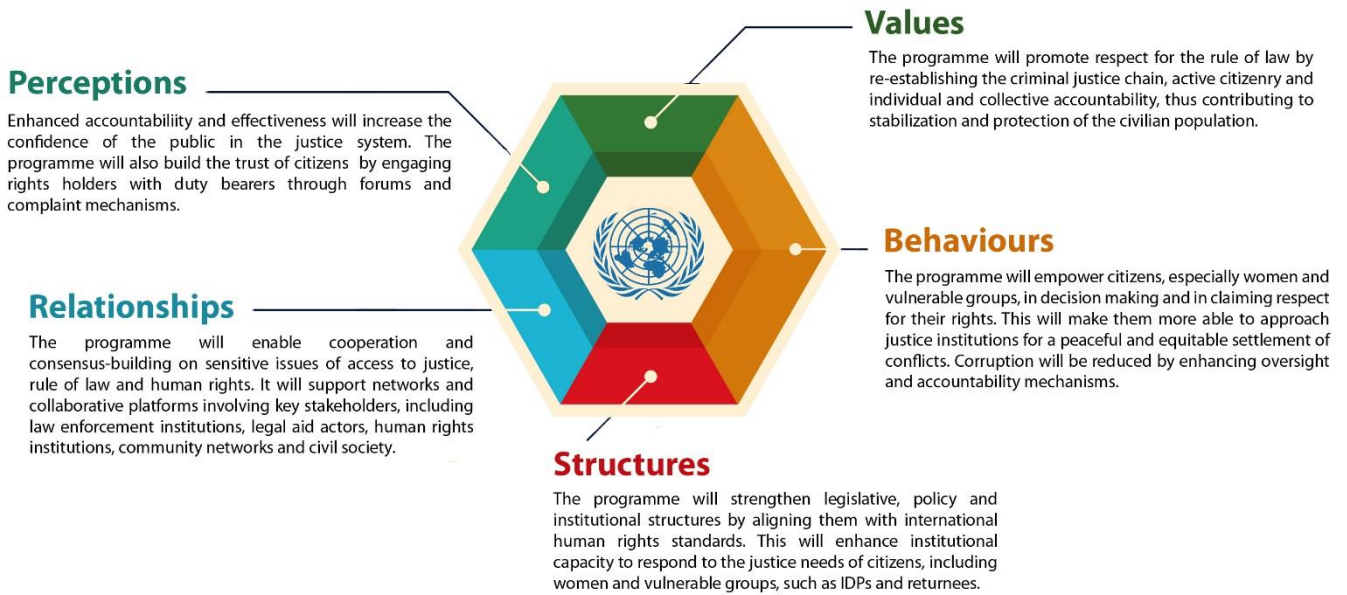 Values
The programme will promote respect for the rule of law by
re-establishing the criminal justice chain, active citizenry and
individual and collective accountability, thus contributing to
stabilization and protection of the civilian population.
Perceptions
Enhanced accountability and effectiveness will increase the
confidence of the public in the justice system. The
programme will also build the trust of citizens by engaging
rights holders with duty bearers through forums and
complaint mechanisms.
Behaviours
The programme will empower citizens, especially women and
vulnerable groups, in decision making and in claiming respect
for their rights. This will make them more able to approach
justice institutions for a peaceful and equitable settlement of
conflicts. Corruption will be reduced by enhancing oversight
and accountability mechanisms.
Relationships
The programme will enable cooperation and
consensus-building on sensitive issues of access to justice,
rule of law and human rights. It will support networks and
collaborative platforms involving key stakeholders, including
law enforcement institutions, legal aid actors, human rights
institutions, community networks and civil society.
Structures
The programme will strengthen legislative, policy and
institutional structures by aligning them with international
human rights standards. This will enhance institutional
capacity to respond to the justice needs of citizens, including
women and vulnerable groups, such as IDPs and returnees.